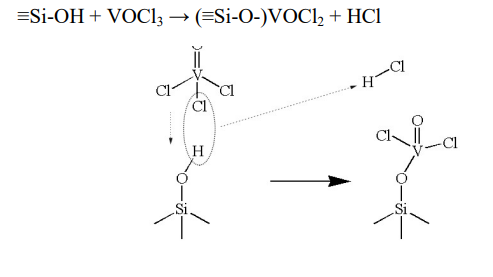 ≡Si-OH + VOCl₃ → (≡Si-O-)VOCl₂ + HCl
O
V
Cl Cl
Cl
H
O
Si
H Cl
O
Cl V Cl
O
Si